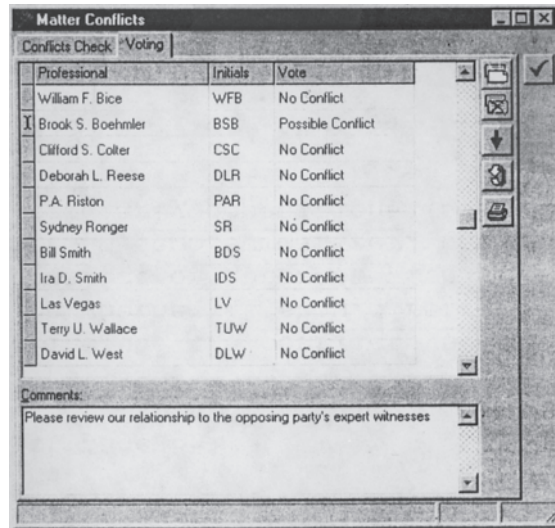 Matter Conflicts
Conflicts Check Voting
Professional Initials Vote
William F. Bice WFB No Conflict
Brook S. Boehmler BSB Possible Conflict
Clifford S. Colter CSC No Conflict
Deborah L. Reese DLR No Conflict
P.A. Riston PAR No Conflict
Sydney Ronger SR No Conflict
Bill Smith BDS No Conflict
Ira D. Smith IDS No Conflict
Las Vegas LV No Conflict
Terry U. Wallace TUW No Conflict
David L. West DLW No Conflict
Comments:
Please review our relationship to the opposing party's expert witnesses